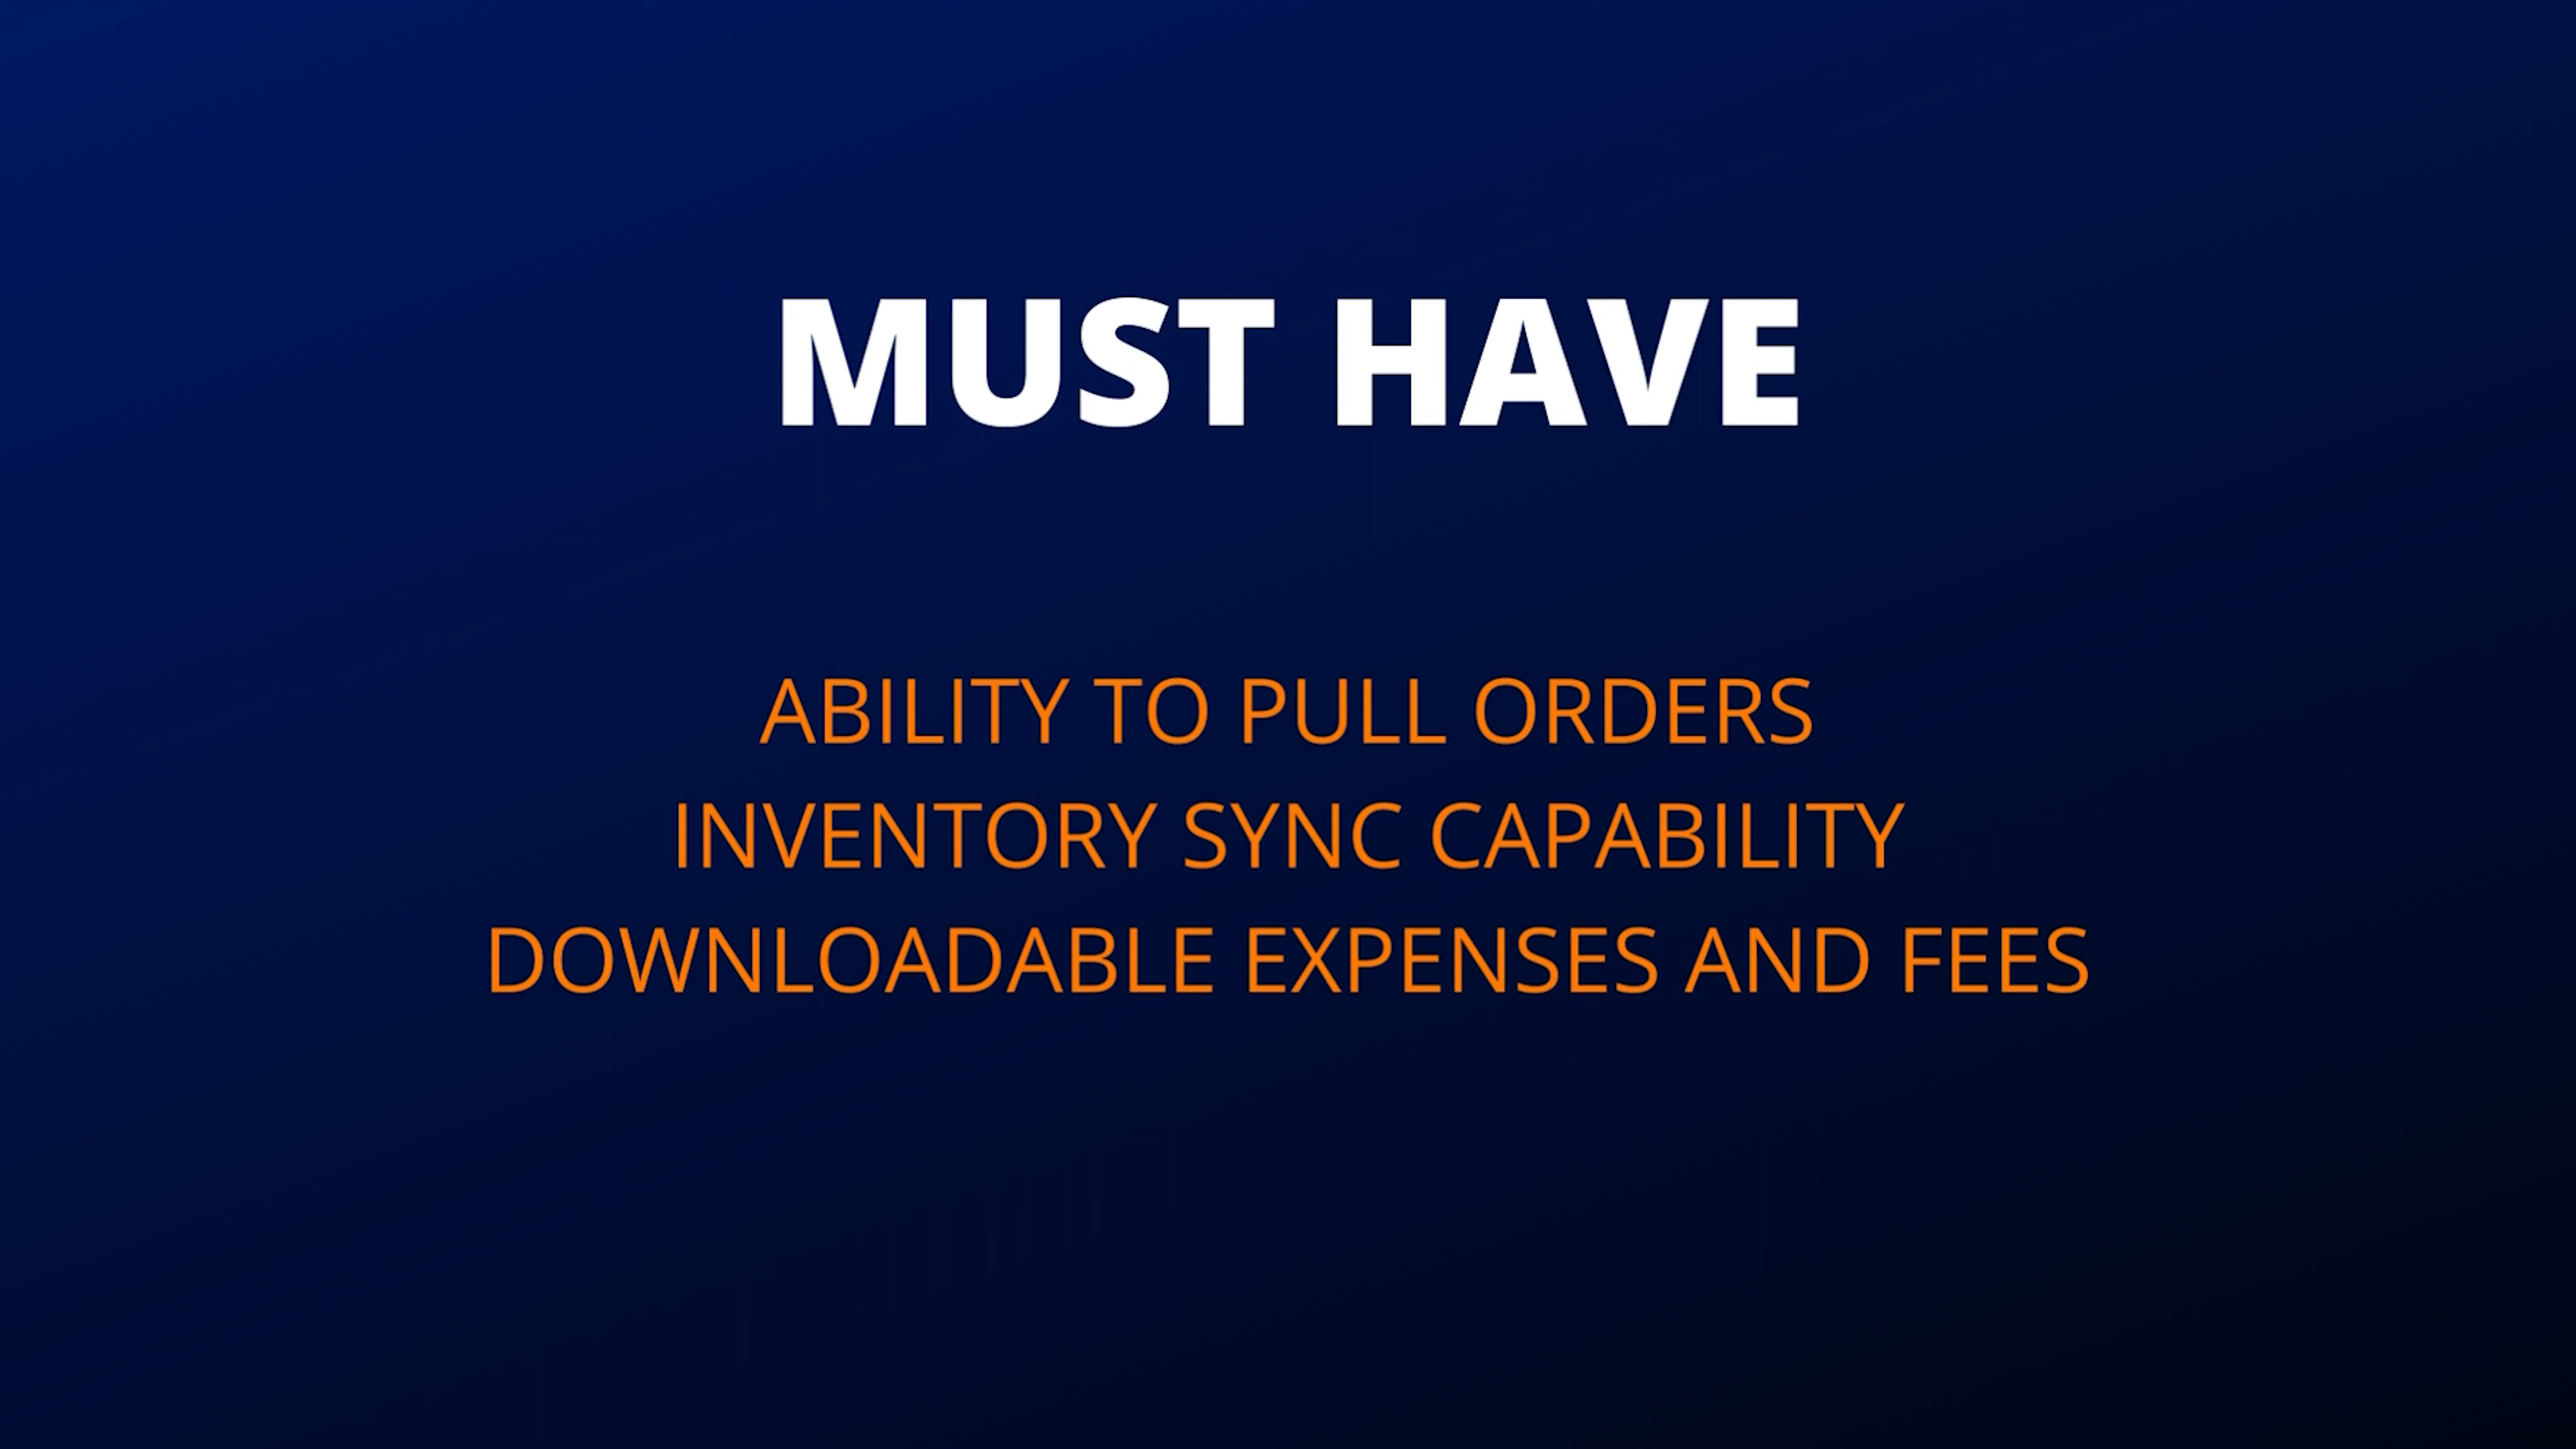 MUST HAVE
ABILITY TO PULL ORDERS
INVENTORY SYNC CAPABILITY
DOWNLOADABLE EXPENSES AND FEES